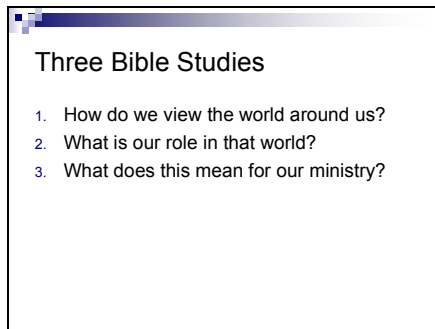 Three Bible Studies
1. How do we view the world around us?
2. What is our role in that world?
3. What does this mean for our ministry?